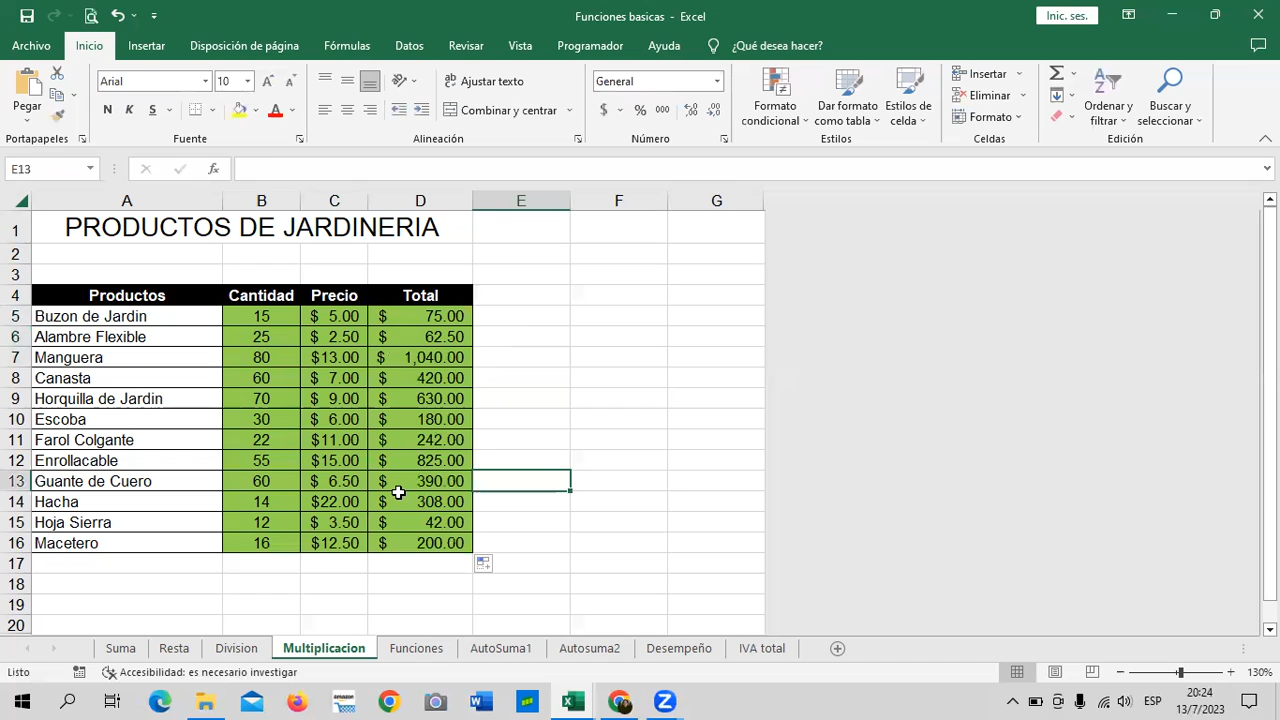 Funciones basicas - Excel
Inic. ses.
Archivo Inicio Insertar Disposición de página Fórmulas Datos Revisar Vista Programador Ayuda ¿Qué desea hacer?
Pegar
Portapapeles
Arial 10
N K S
Fuente
Ajustar texto
Combinar y centrar
Alineación
General
$ % 000
Número
Formato condicional
Dar formato como tabla
Estilos de celda
Estilos
Insertar
Eliminar
Formato
Celdas
Ordenar y filtrar
Buscar y seleccionar
Edición
E13 fx
A B C D E F G
1 PRODUCTOS DE JARDINERIA
2
3
4 Productos Cantidad Precio Total
5 Buzon de Jardin 15 $ 5.00 $ 75.00
6 Alambre Flexible 25 $ 2.50 $ 62.50
7 Manguera 80 $13.00 $ 1,040.00
8 Canasta 60 $ 7.00 $ 420.00
9 Horquilla de Jardin 70 $ 9.00 $ 630.00
10 Escoba 30 $ 6.00 $ 180.00
11 Farol Colgante 22 $11.00 $ 242.00
12 Enrollacable 55 $15.00 $ 825.00
13 Guante de Cuero 60 $ 6.50 $ 390.00
14 Hacha 14 $22.00 $ 308.00
15 Hoja Sierra 12 $ 3.50 $ 42.00
16 Macetero 16 $12.50 $ 200.00
17
18
19
20
Suma Resta Division Multiplicacion Funciones AutoSuma1 Autosuma2 Desempeño IVA total
Listo Accesibilidad: es necesario investigar 130%
ESP 20:24
13/7/2023